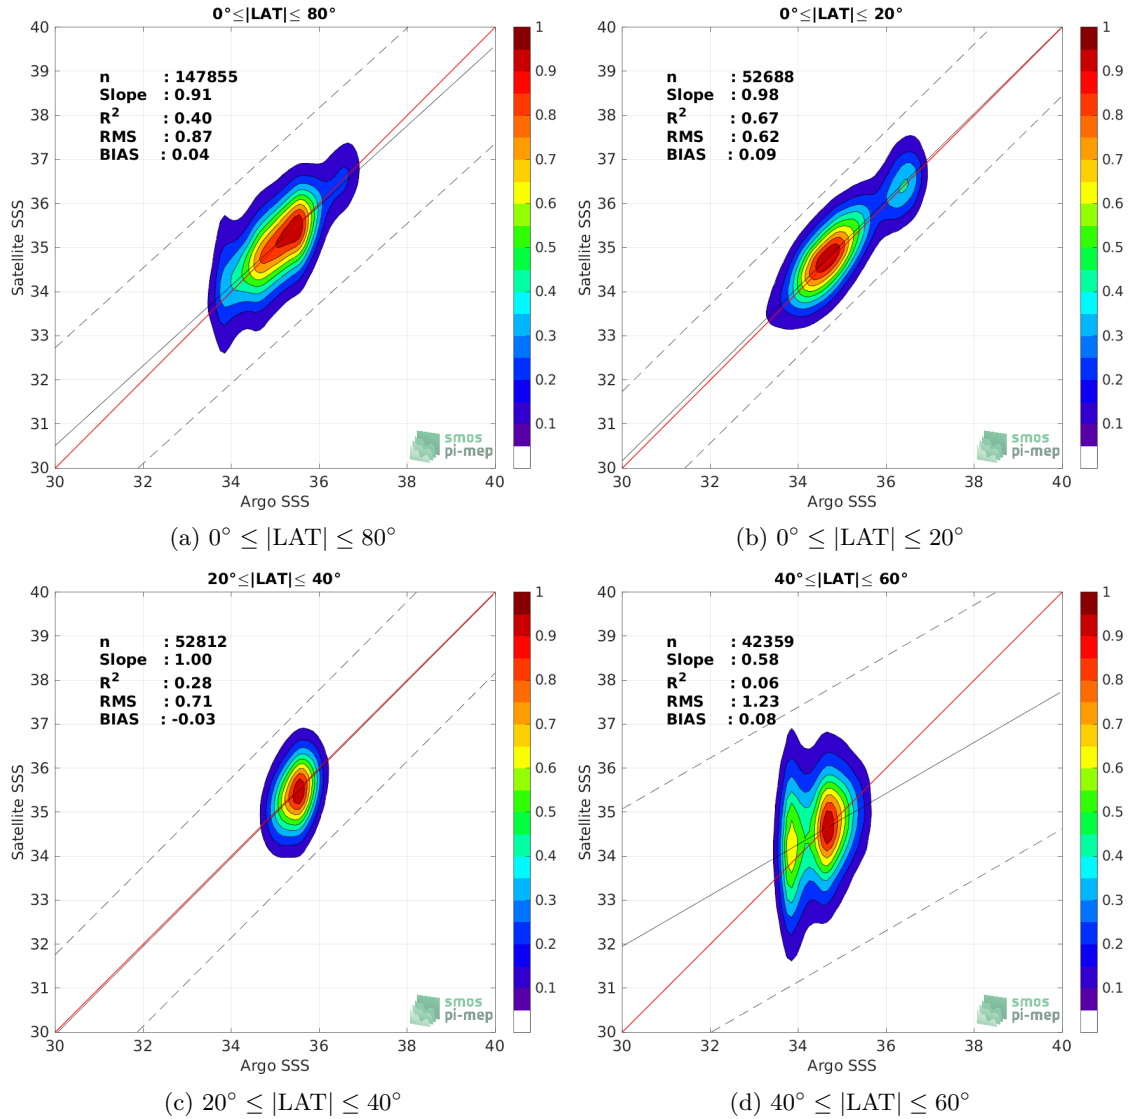 0°≤|LAT|≤ 80°
n : 147855
Slope : 0.91
R² : 0.40
RMS : 0.87
BIAS : 0.04
40
39
38
37
36
35
34
33
32
31
30
Satellite SSS
30 32 34 36 38 40
Argo SSS
1
0.9
0.8
0.7
0.6
0.5
0.4
0.3
0.2
0.1
smos
pi-mep
(a) 0° ≤ |LAT| ≤ 80°
0°≤|LAT|≤ 20°
n : 52688
Slope : 0.98
R² : 0.67
RMS : 0.62
BIAS : 0.09
40
39
38
37
36
35
34
33
32
31
30
Satellite SSS
30 32 34 36 38 40
Argo SSS
1
0.9
0.8
0.7
0.6
0.5
0.4
0.3
0.2
0.1
smos
pi-mep
(b) 0° ≤ |LAT| ≤ 20°
20°≤|LAT|≤ 40°
n : 52812
Slope : 1.00
R² : 0.28
RMS : 0.71
BIAS : -0.03
40
39
38
37
36
35
34
33
32
31
30
Satellite SSS
30 32 34 36 38 40
Argo SSS
1
0.9
0.8
0.7
0.6
0.5
0.4
0.3
0.2
0.1
smos
pi-mep
(c) 20° ≤ |LAT| ≤ 40°
40°≤|LAT|≤ 60°
n : 42359
Slope : 0.58
R² : 0.06
RMS : 1.23
BIAS : 0.08
40
39
38
37
36
35
34
33
32
31
30
Satellite SSS
30 32 34 36 38 40
Argo SSS
1
0.9
0.8
0.7
0.6
0.5
0.4
0.3
0.2
0.1
smos
pi-mep
(d) 40° ≤ |LAT| ≤ 60°